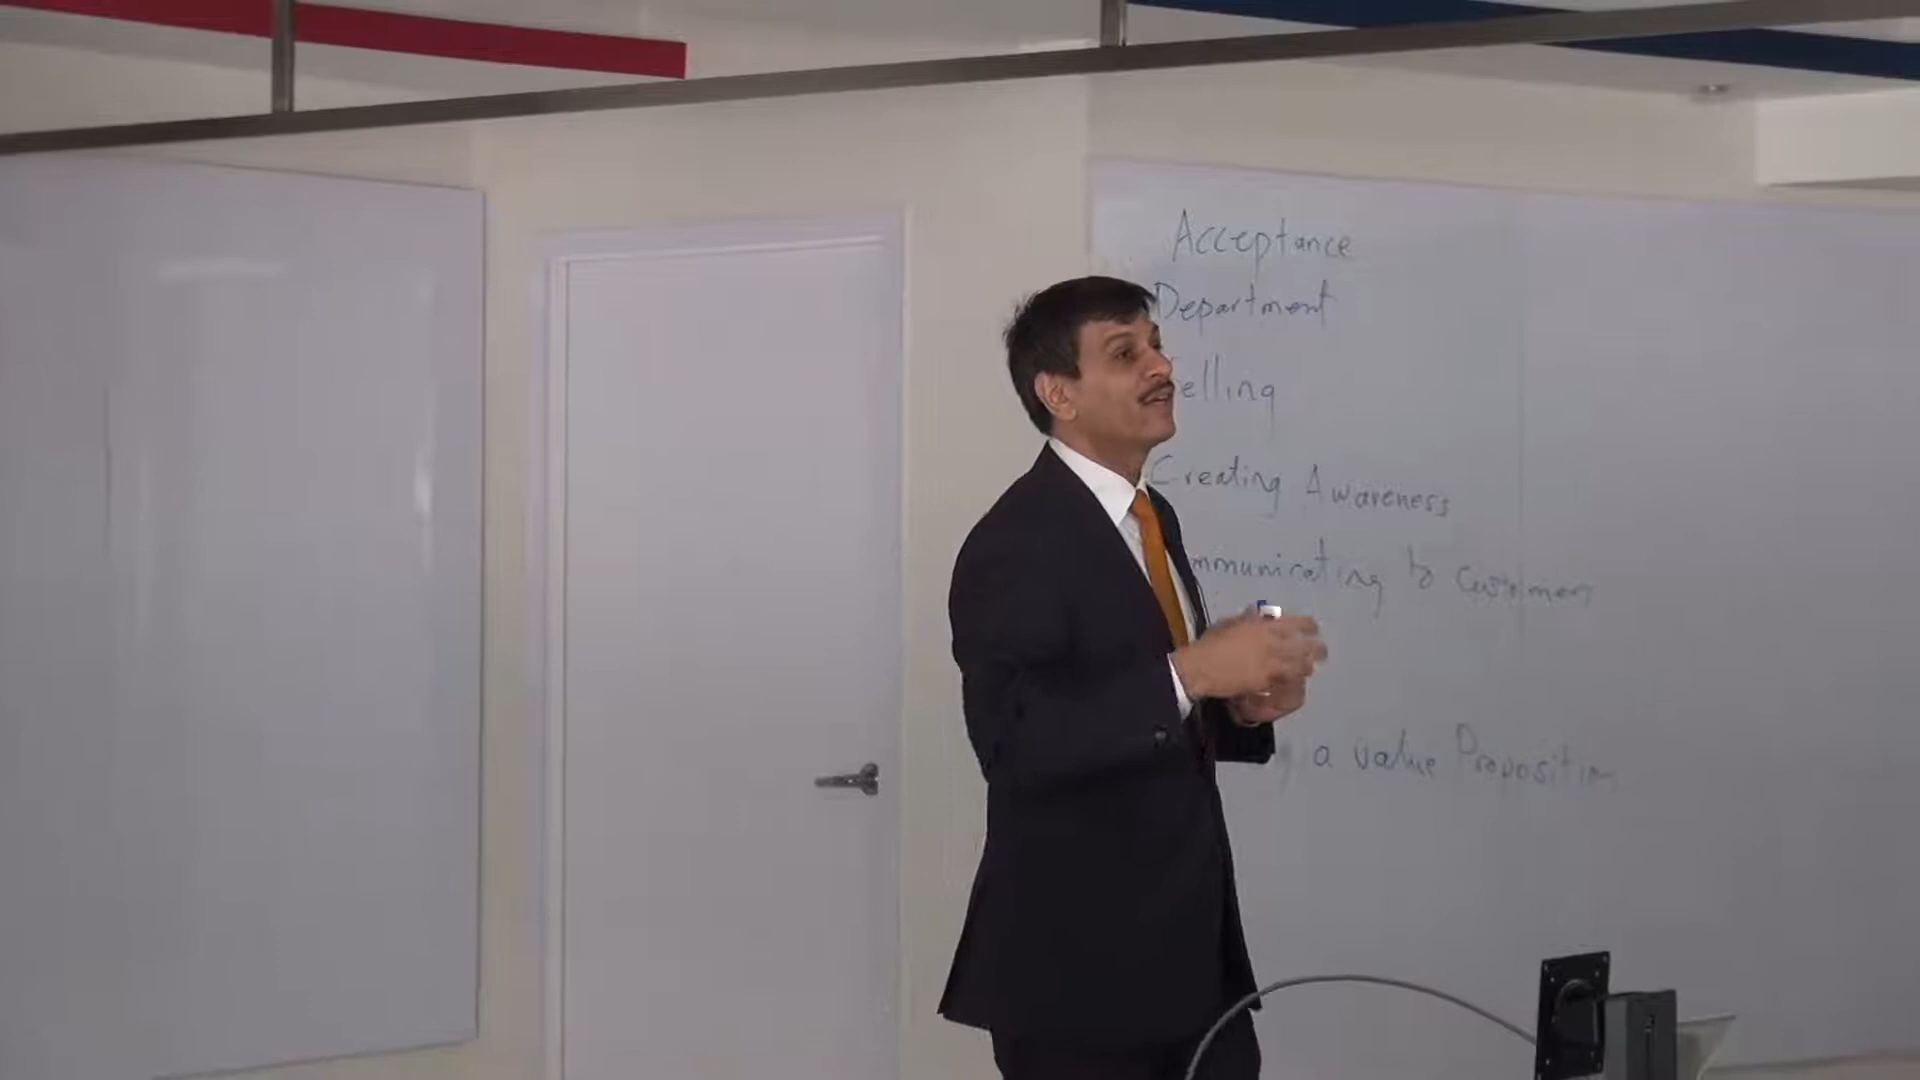 Acceptance
Department
elling
Creating Awareness
mmunicating to Customers
a value Proposition